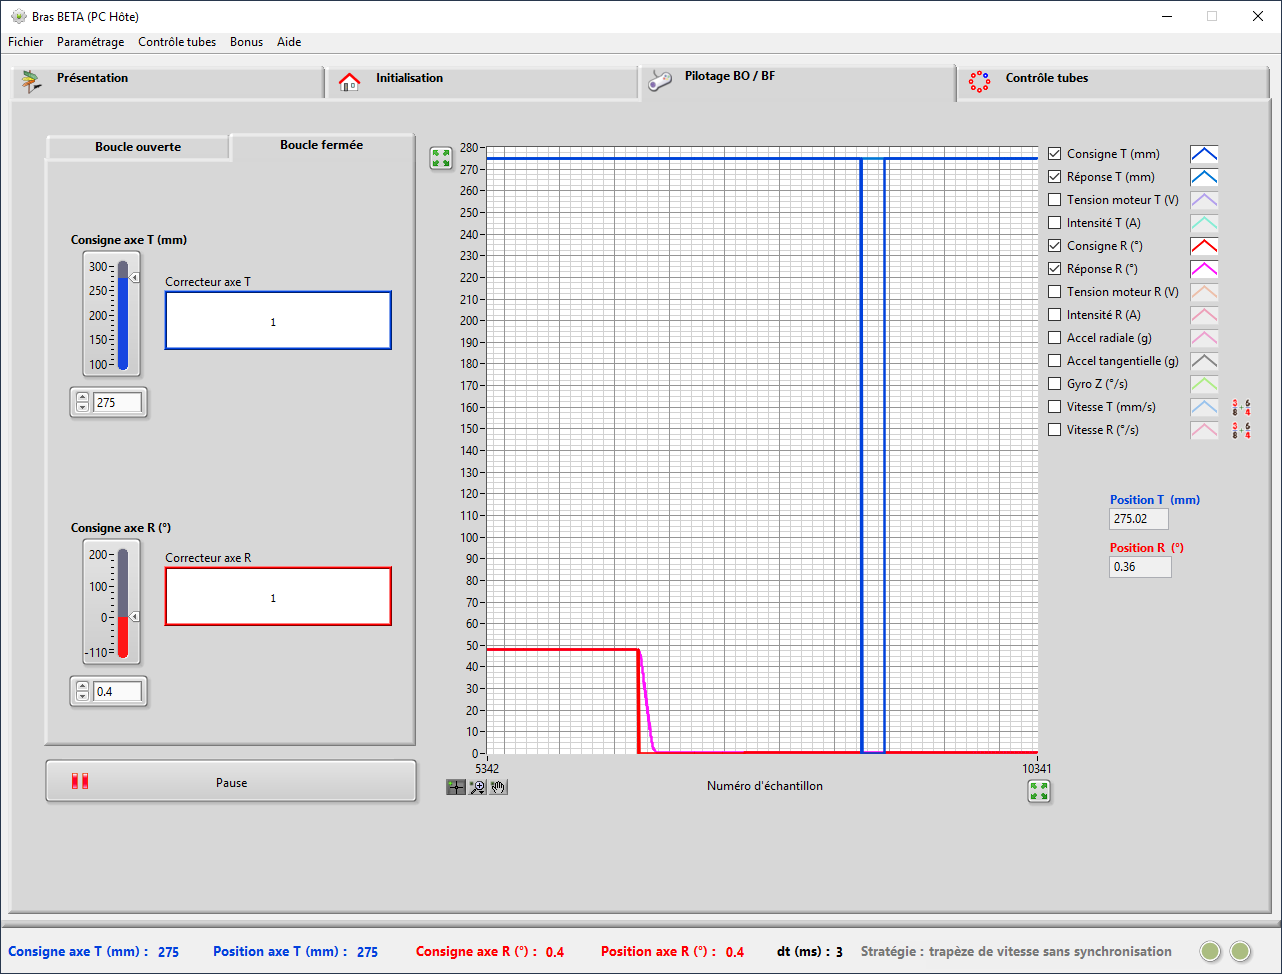 Bras BETA (PC Hôte)
Fichier Paramétrage Contrôle tubes Bonus Aide
Présentation Initialisation Pilotage BO / BF Contrôle tubes
Boucle ouverte Boucle fermée
Consigne axe T (mm)
300
250
200
150
100
Correcteur axe T
1
275
Consigne axe R (°)
200
100
0
-110
Correcteur axe R
1
0.4
Pause
280
270
260
250
240
230
220
210
200
190
180
170
160
150
140
130
120
110
100
90
80
70
60
50
40
30
20
10
0
5342 10341
Numéro d'échantillon
Consigne T (mm)
Réponse T (mm)
Tension moteur T (V)
Intensité T (A)
Consigne R (°)
Réponse R (°)
Tension moteur R (V)
Intensité R (A)
Accel radiale (g)
Accel tangentielle (g)
Gyro Z (°/s)
Vitesse T (mm/s)
Vitesse R (°/s)
Position T (mm)
275.02
Position R (°)
0.36
Consigne axe T (mm) : 275 Position axe T (mm) : 275 Consigne axe R (°) : 0.4 Position axe R (°) : 0.4 dt (ms) : 3 Stratégie : trapèze de vitesse sans synchronisation